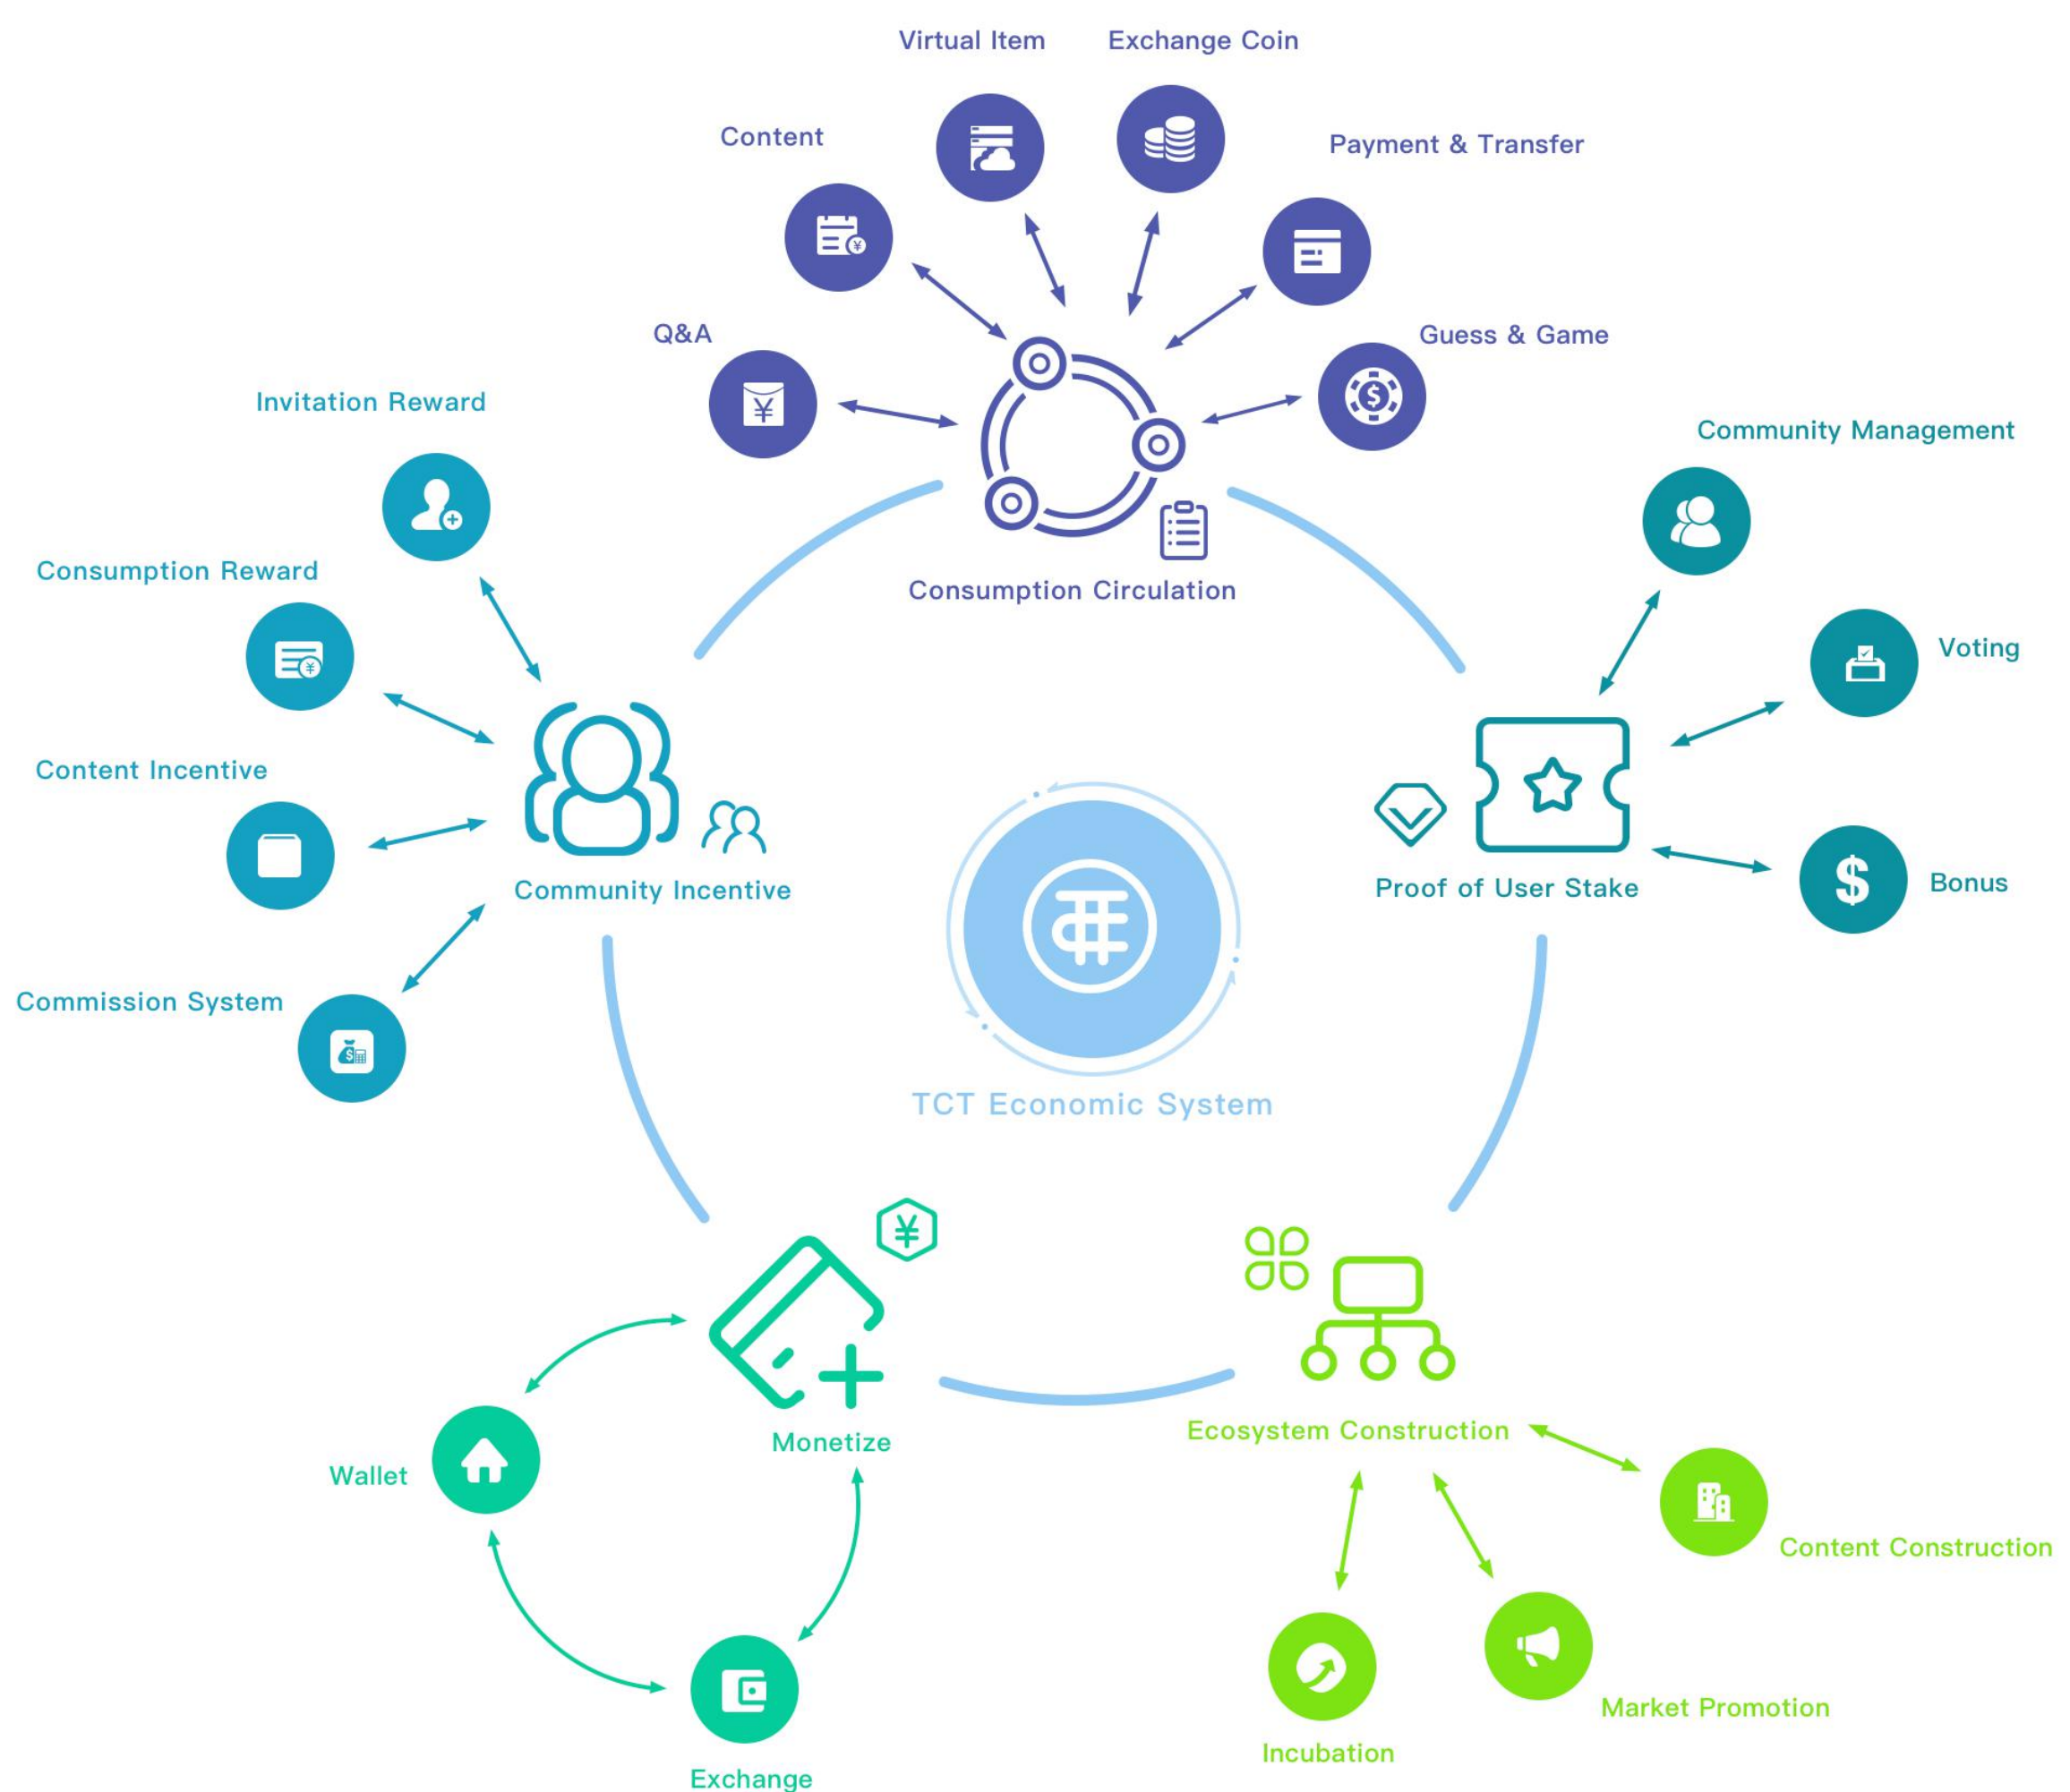 Virtual Item
Exchange Coin
Content
Payment & Transfer
Q&A
Guess & Game
Invitation Reward
Community Management
Consumption Reward
Consumption Circulation
Voting
Content Incentive
Community Incentive
Proof of User Stake
Bonus
Commission System
TCT Economic System
Monetize
Ecosystem Construction
Wallet
Content Construction
Market Promotion
Incubation
Exchange